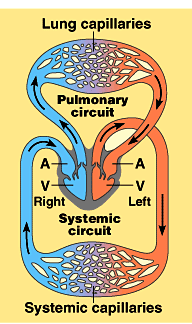 Lung capillaries
Pulmonary
circuit
A A
V V
Right Left
Systemic
circuit
Systemic capillaries